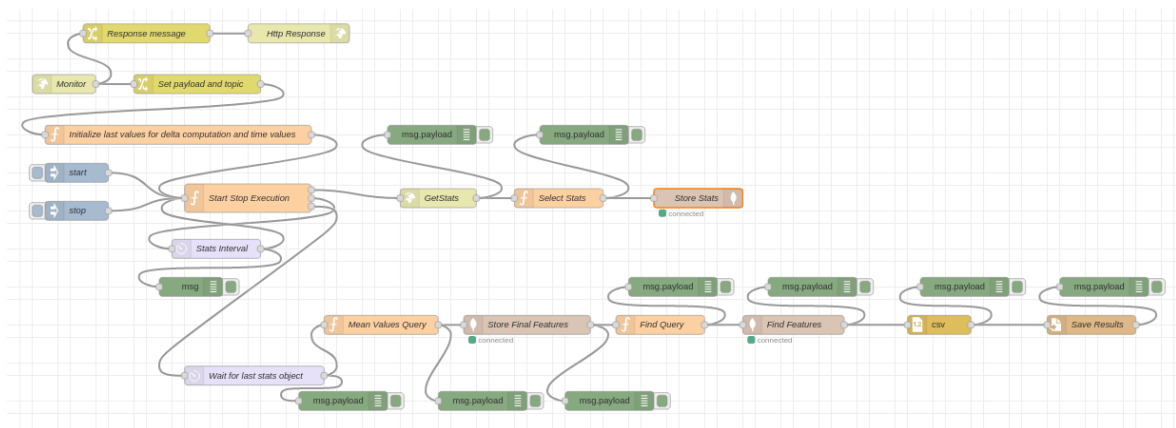 Response message
Http Response
Monitor
Set payload and topic
Initialize last values for delta computation and time values
msg.payload
msg.payload
start
Start Stop Execution
GetStats
Select Stats
Store Stats
connected
stop
Stats Interval
msg
msg.payload
msg.payload
msg.payload
msg.payload
Mean Values Query
Store Final Features
connected
Find Query
Find Features
connected
1,2
csv
Save Results
Wait for last stats object
msg.payload
msg.payload
msg.payload